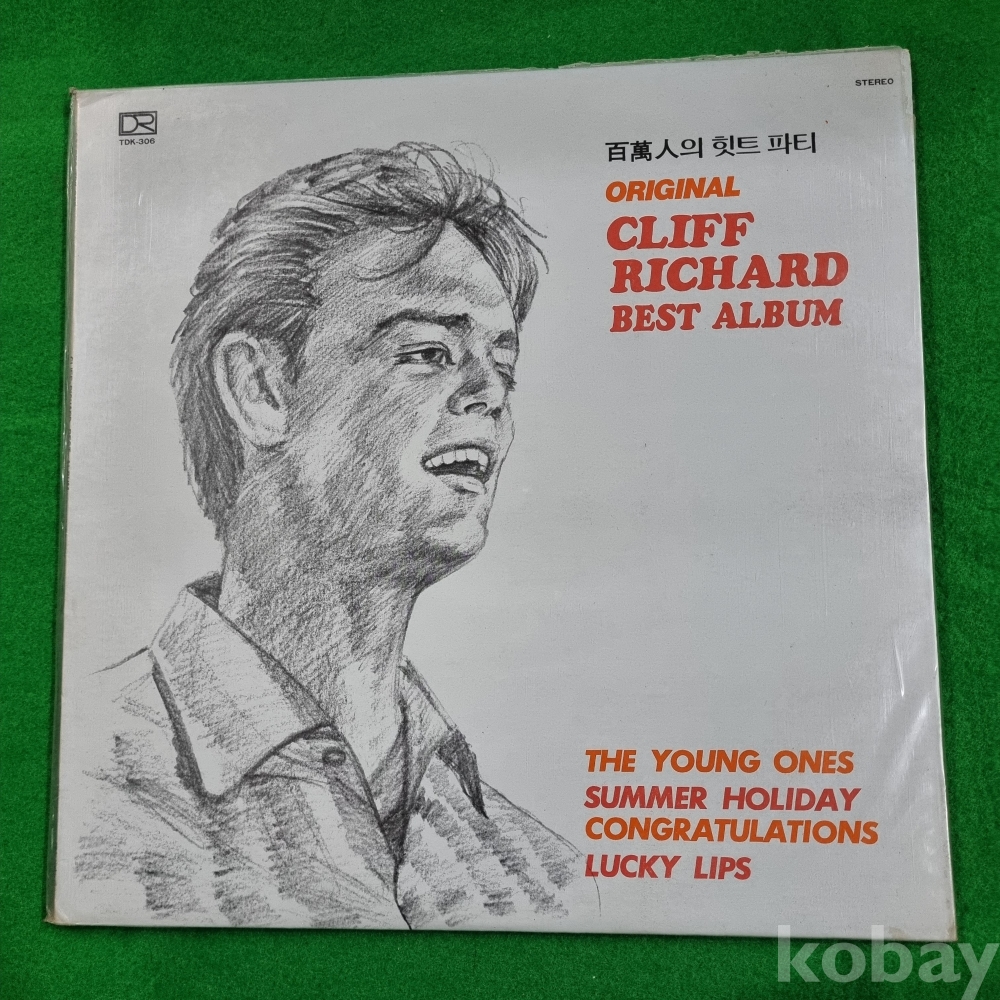 DR
TDK-306
STEREO
百萬人의 힛트 파티
ORIGINAL
CLIFF
RICHARD
BEST ALBUM
THE YOUNG ONES
SUMMER HOLIDAY
CONGRATULATIONS
LUCKY LIPS
kobay